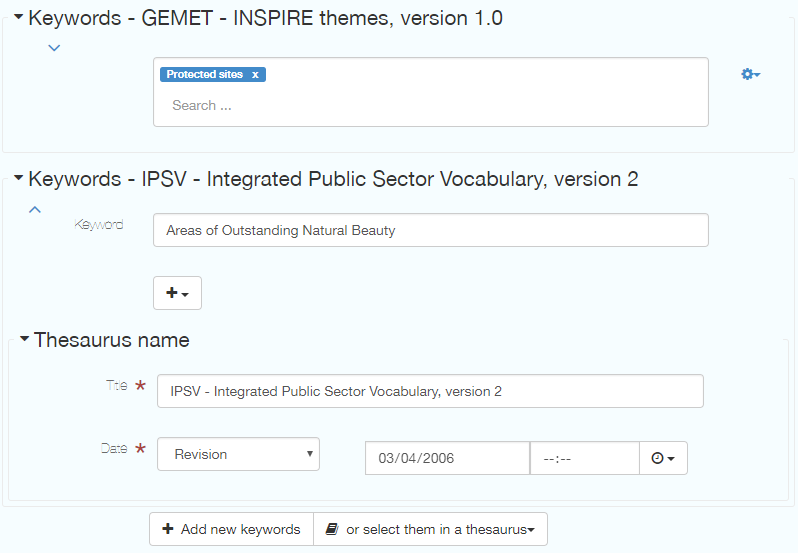 Keywords - GEMET - INSPIRE themes, version 1.0
Protected sites x
Search ...
Keywords - IPSV - Integrated Public Sector Vocabulary, version 2
Keyword Areas of Outstanding Natural Beauty
Thesaurus name
Title * IPSV - Integrated Public Sector Vocabulary, version 2
Date * Revision 03/04/2006 --:--
Add new keywords or select them in a thesaurus